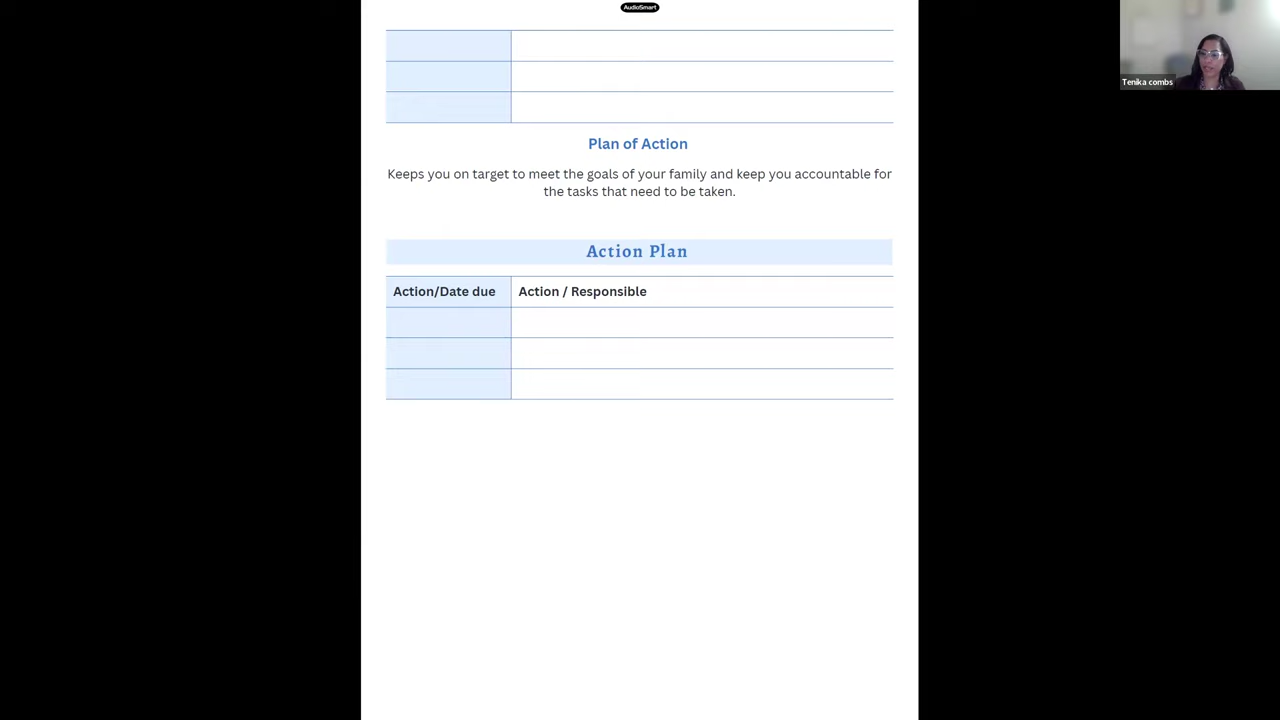 AudioSmart
Tenika combs
Plan of Action
Keeps you on target to meet the goals of your family and keep you accountable for
the tasks that need to be taken.
Action Plan
Action/Date due
Action / Responsible